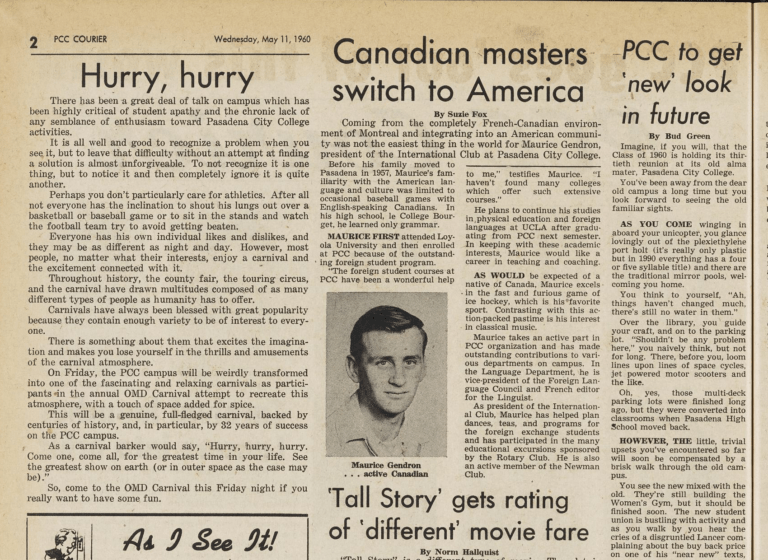 2 PCC COURIER Wednesday, May 11, 1960
Hurry, hurry
There has been a great deal of talk on campus which has
been highly critical of student apathy and the chronic lack of
any semblance of enthusiasm toward Pasadena City College
activities.
It is all well and good to recognize a problem when you
see it, but to leave that difficulty without an attempt at finding
a solution is almost unforgiveable. To not recognize it is one
thing, but to notice it and then completely ignore it is quite
another.
Perhaps you don't particularly care for athletics. After all
not everyone has the inclination to shout his lungs out over a
basketball or baseball game or to sit in the stands and watch
the football team try to avoid getting beaten.
Everyone has his own individual likes and dislikes, and
they may be as different as night and day. However, most
people, no matter what their interests, enjoy a carnival and
the excitement connected with it.
Throughout history, the county fair, the touring circus,
and the carnival have drawn multitudes composed of as many
different types of people as humanity has to offer.
Carnivals have always been blessed with great popularity
because they contain enough variety to be of interest to every-
one.
There is something about them that excites the imagina-
tion and makes you lose yourself in the thrills and amusements
of the carnival atmosphere.
On Friday, the PCC campus will be weirdly transformed
into one of the fascinating and relaxing carnivals as partici-
pants in the annual OMD Carnival attempt to recreate this
atmosphere, with a touch of space added for spice.
This will be a genuine, full-fledged carnival, backed by
centuries of history, and, in particular, by 32 years of success
on the PCC campus.
As a carnival barker would say, "Hurry, hurry, hurry.
Come one, come all, for the greatest time in your life. See
the greatest show on earth (or in outer space as the case may
be)."
So, come to the OMD Carnival this Friday night if you
really want to have some fun.
As I See It!
Canadian masters
switch to America
By Suzie Fox
Coming from the completely French-Canadian environ-
ment of Montreal and integrating into an American communi-
ty was not the easiest thing in the world for Maurice Gendron,
president of the International Club at Pasadena City College.
Before his family moved to
Pasadena in 1957, Maurice's fam-
iliarity with the American lan-
guage and culture was limited to
occasional baseball games with
English-speaking Canadians. In
his high school, le College Bour-
get, he learned only grammar.
MAURICE FIRST attended Loy-
ola University and then enrolled
at PCC because of the outstand-
ing foreign student program.
"The foreign student courses at
PCC have been a wonderful help
Maurice Gendron
. . . active Canadian
to me," testifies Maurice. "I
haven't found many colleges
which offer such extensive
courses."
He plans to continue his studies
in physical education and foreign
languages at UCLA after gradu-
ating from PCC next semester.
In keeping with these academic
interests, Maurice would like a
career in teaching and coaching.
AS WOULD be expected of a
native of Canada, Maurice excels
in the fast and furious game of
ice hockey, which is his favorite
sport. Contrasting with this ac-
tion-packed pastime is his interest
in classical music.
Maurice takes an active part in
PCC organization and has made
outstanding contributions to vari-
ous departments on campus. In
the Language Department, he is
vice-president of the Foreign Lan-
guage Council and French editor
for the Linguist.
As president of the Internation-
al Club, Maurice has helped plan
dances, teas, and programs for
the foreign exchange students
and has participated in the many
educational excursions sponsored
by the Rotary Club. He is also
an active member of the Newman
Club.
'Tall Story' gets rating
of 'different' movie fare
By Norm Hallquist
PCC to get
'new' look
in future
By Bud Green
Imagine, if you will, that the
Class of 1960 is holding its thir-
tieth reunion at its old alma
mater, Pasadena City College.
You've been away from the dear
old campus a long time but you
look forward to seeing the old
familiar sights.
AS YOU COME winging in
aboard your unicopter, you glance
lovingly out of the plexiethylene
port holt (it's really only plastic
but in 1990 everything has a four
or five syllable title) and there are
the traditional mirror pools, wel-
coming you home.
You think to yourself, "Ah,
things haven't changed much,
there's still no water in them."
Over the library, you guide
your craft, and on to the parking
lot. "Shouldn't be any problem
here," you naively think, but not
for long. There, before you, loom
lines upon lines of space cycles,
jet powered motor scooters and
the like.
Oh, yes, those multi-deck
parking lots were finished long
ago, but they were converted into
classrooms when Pasadena High
School moved back.
HOWEVER, THE little, trivial
upsets you've encountered so far
will soon be compensated by a
brisk walk through the old cam-
pus.
You see the new mixed with the
old. They're still building the
Women's Gym, but it should be
finished soon. The new student
union is bustling with activity and
as you walk by you hear the
cries of a disgruntled Lancer com-
plaining about the buy back price
on one of his "near new" texts,